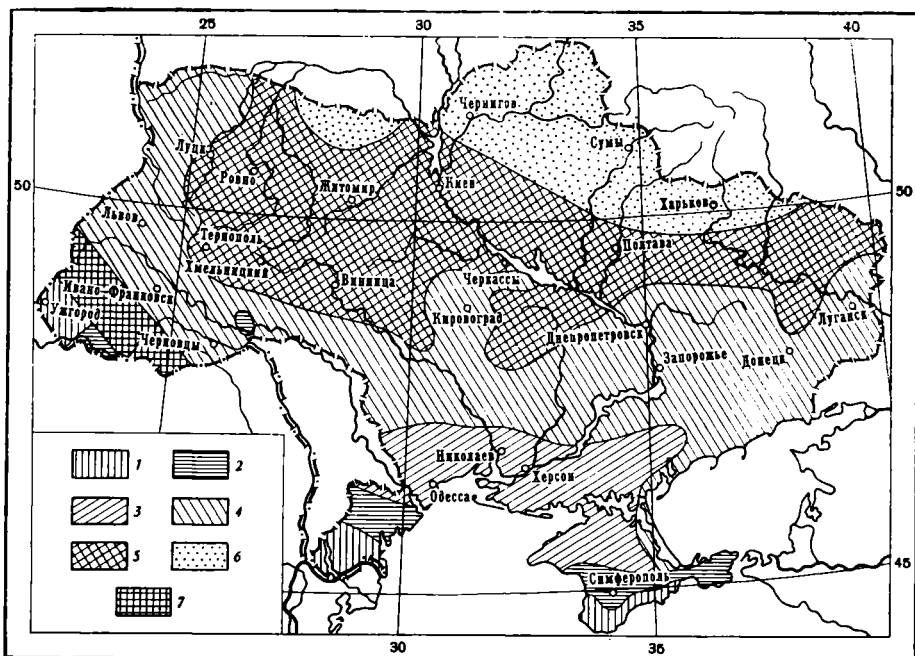 25 30 35 40
Чернигов
Сумы
Луцк
Ровно
Житомир
Киев
50 50
Харьков
Львов
Тернополь
Полтава
Хмельницкий
Винница
Черкассы
Ивано-Франковск
Кировоград
Ужгород
Луганск
Днепропетровск
Черновцы
Запорожье
Донецк
Николаев
Херсон
Одесса
1 2
3 4
5 6
7
45
Симферополь
30 35